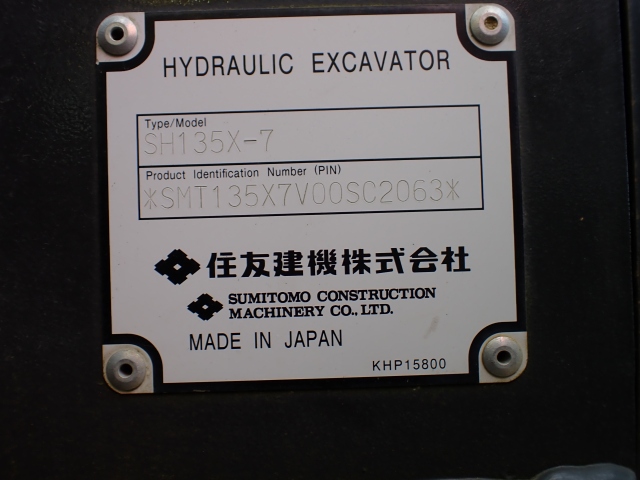 HYDRAULIC EXCAVATOR
Type/Model
SH135X-7
Product Identification Number (PIN)
*SMT135X7V00SC2063*
住友建機株式会社
SUMITOMO CONSTRUCTION
MACHINERY CO., LTD.
MADE IN JAPAN
KHP15800